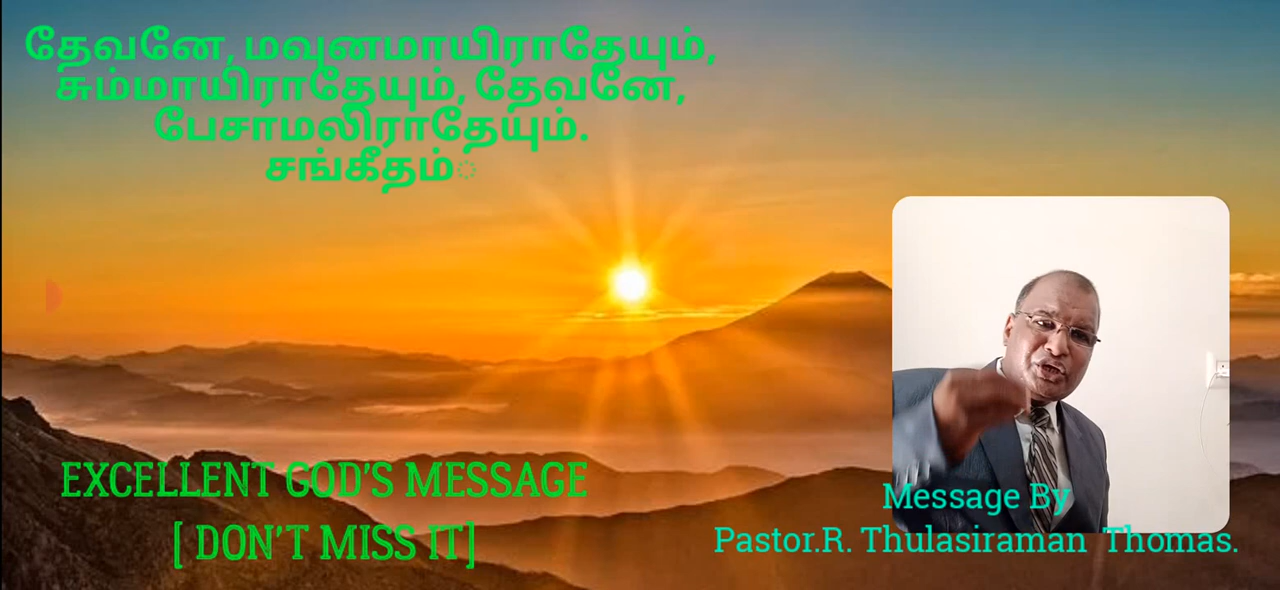 தேவனே, மவுனமாயிராதேயும்,
சும்மாயிராதேயும், தேவனே,
பேசாமலிராதேயும்.
சங்கீதம்
EXCELLENT GOD'S MESSAGE
[ DON'T MISS IT]
Message By
Pastor.R. Thulasiraman Thomas.